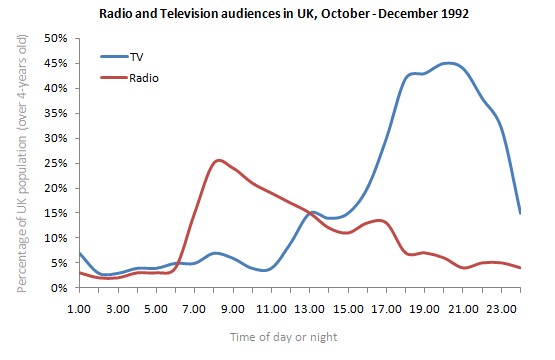 Radio and Television audiences in UK, October - December 1992
Percentage of UK population (over 4-years old)
50%
45%
40%
35%
30%
25%
20%
15%
10%
5%
0%
TV
Radio
1.00 3.00 5.00 7.00 9.00 11.00 13.00 15.00 17.00 19.00 21.00 23.00
Time of day or night